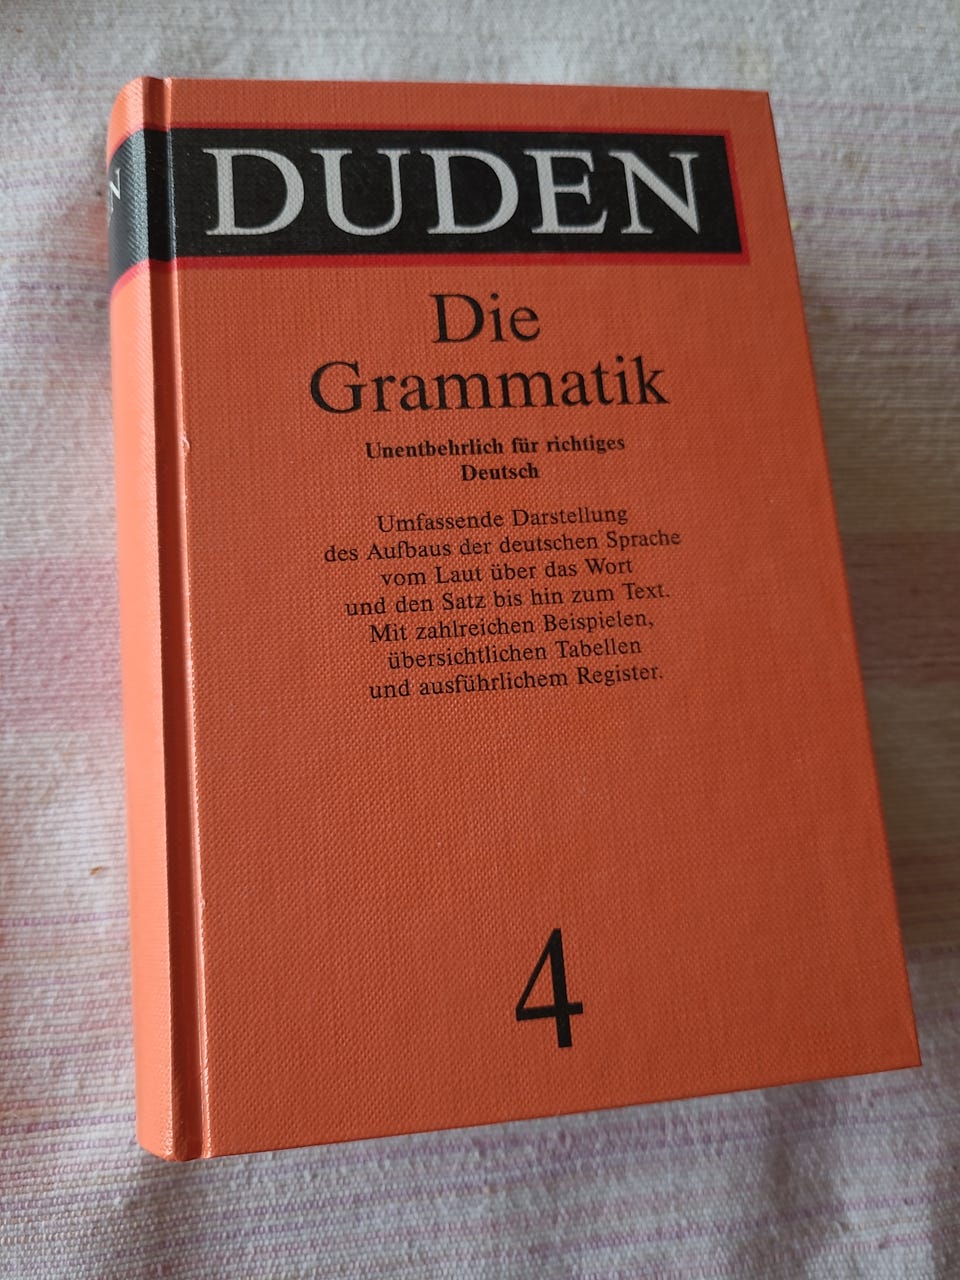 DUDEN
Die
Grammatik
Unentbehrlich für richtiges
Deutsch
Umfassende Darstellung
des Aufbaus der deutschen Sprache
vom Laut über das Wort
und den Satz bis hin zum Text.
Mit zahlreichen Beispielen,
übersichtlichen Tabellen
und ausführlichem Register.
4